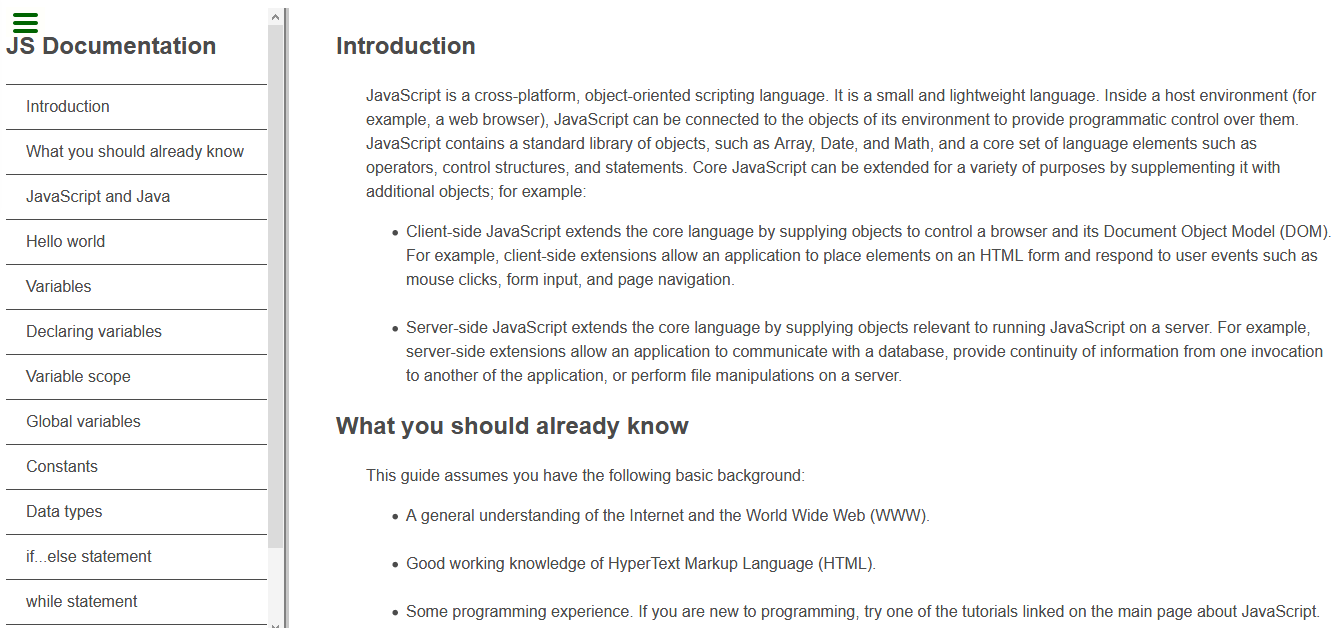 JS Documentation
Introduction
What you should already know
JavaScript and Java
Hello world
Variables
Declaring variables
Variable scope
Global variables
Constants
Data types
if...else statement
while statement
Introduction
JavaScript is a cross-platform, object-oriented scripting language. It is a small and lightweight language. Inside a host environment (for
example, a web browser), JavaScript can be connected to the objects of its environment to provide programmatic control over them.
JavaScript contains a standard library of objects, such as Array, Date, and Math, and a core set of language elements such as
operators, control structures, and statements. Core JavaScript can be extended for a variety of purposes by supplementing it with
additional objects; for example:
• Client-side JavaScript extends the core language by supplying objects to control a browser and its Document Object Model (DOM).
For example, client-side extensions allow an application to place elements on an HTML form and respond to user events such as
mouse clicks, form input, and page navigation.
• Server-side JavaScript extends the core language by supplying objects relevant to running JavaScript on a server. For example,
server-side extensions allow an application to communicate with a database, provide continuity of information from one invocation
to another of the application, or perform file manipulations on a server.
What you should already know
This guide assumes you have the following basic background:
• A general understanding of the Internet and the World Wide Web (WWW).
• Good working knowledge of HyperText Markup Language (HTML).
• Some programming experience. If you are new to programming, try one of the tutorials linked on the main page about JavaScript.